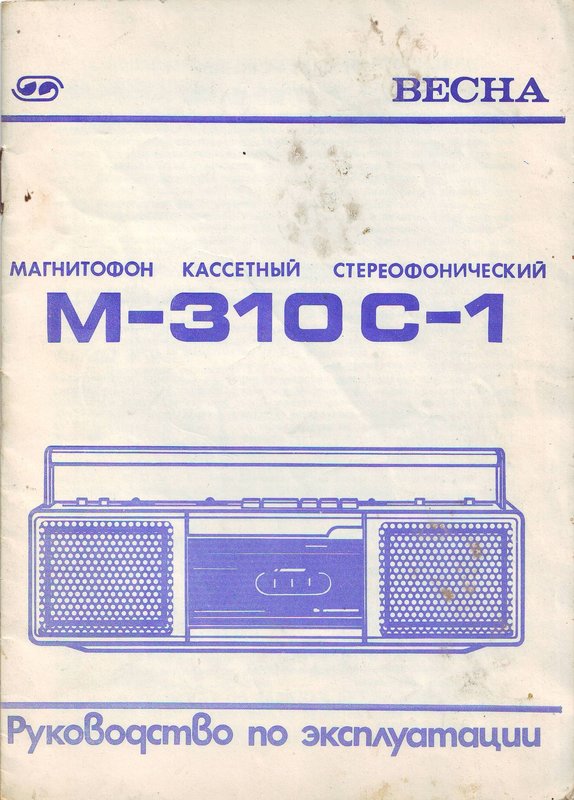 ВЕСНА
МАГНИТОФОН КАССЕТНЫЙ СТЕРЕОФОНИЧЕСКИЙ
М-310С-1
Руководство по эксплуатации